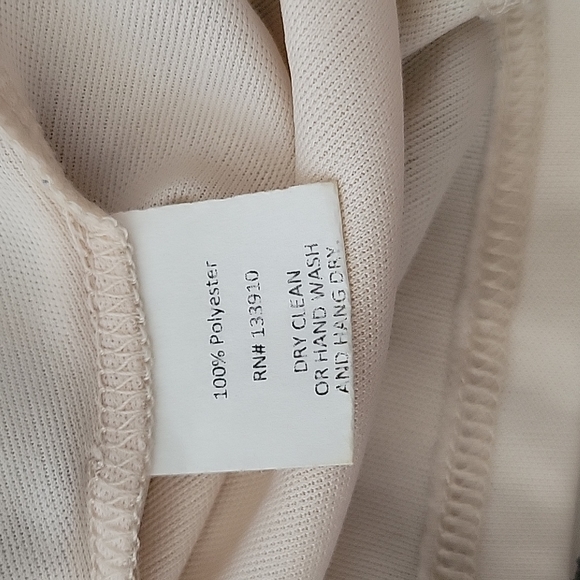 100% Polyester
RN# 133910
DRY CLEAN
OR HAND WASH
AND HANG DRY.